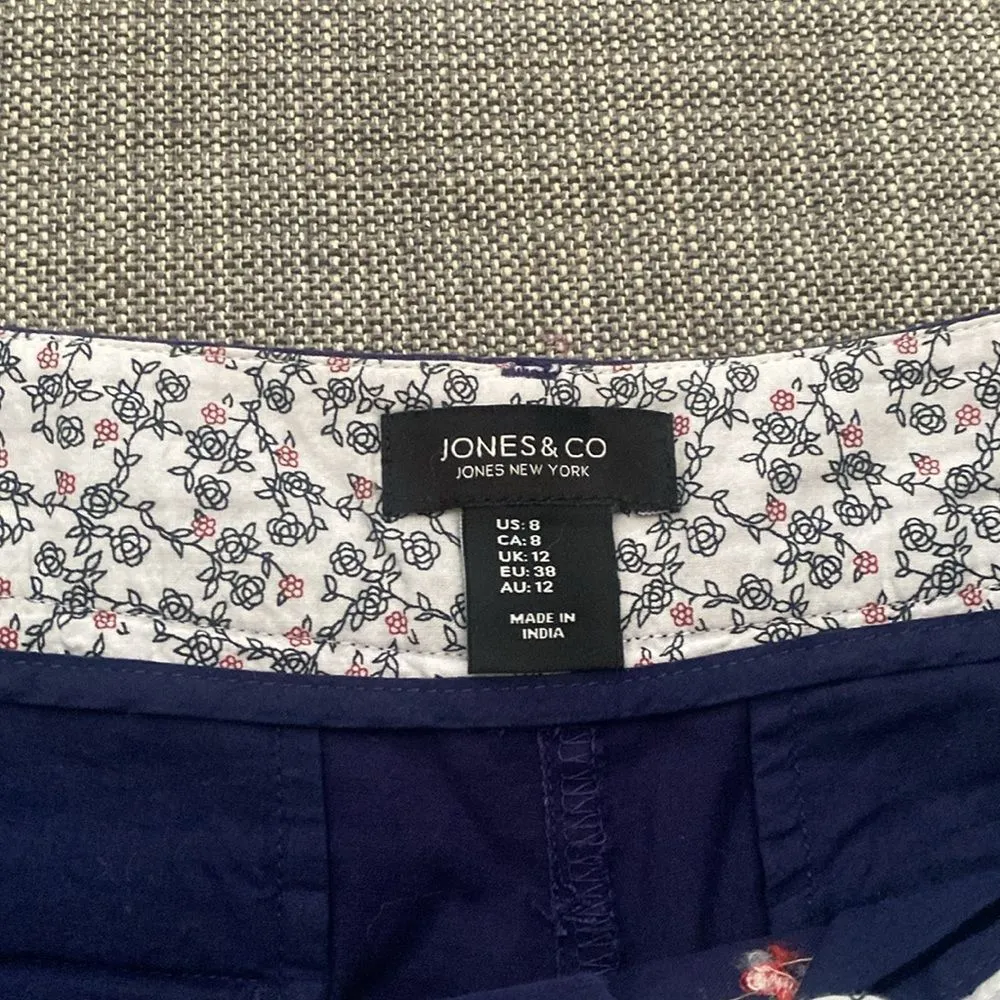 JONES & CO
JONES NEW YORK
US: 8
CA: 8
UK: 12
EU: 38
AU: 12
MADE IN
INDIA